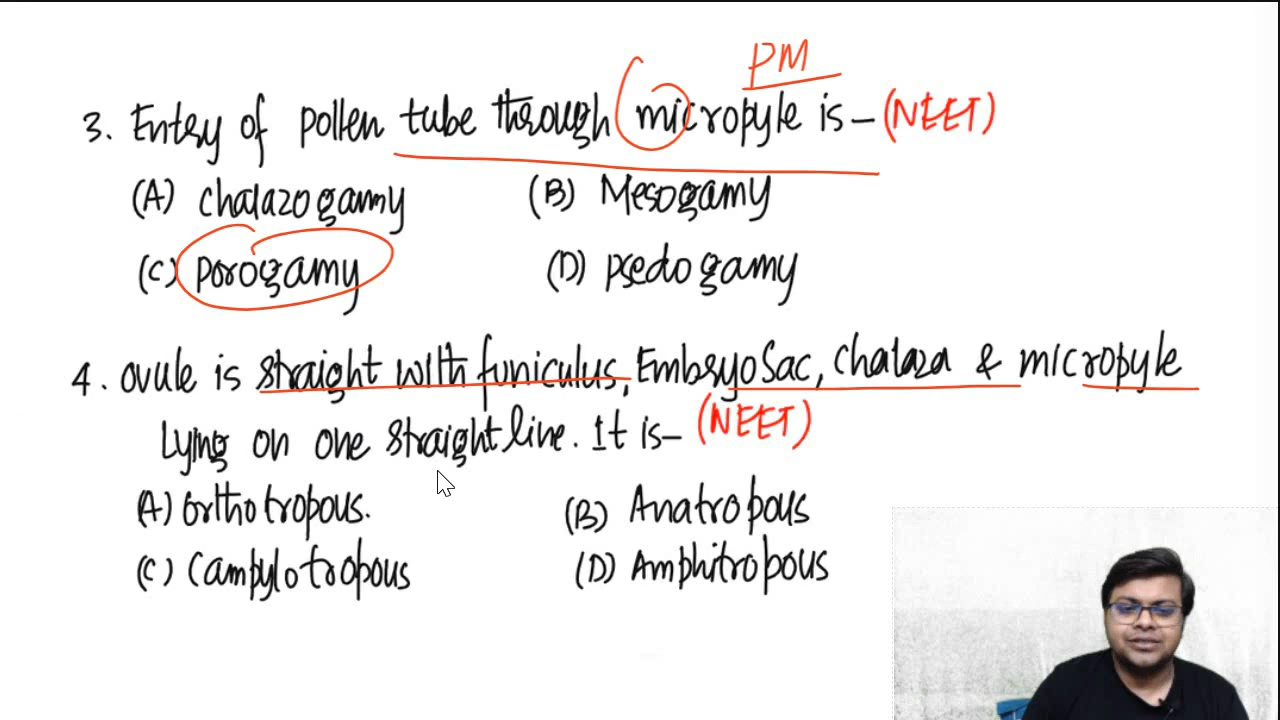 PM
3. Entry of pollen tube through micropyle is – (NEET)
(A) chalazogamy (B) Mesogamy
(C) porogamy (D) psedogamy
4. ovule is straight with funiculus, Embryo Sac, Chalaza & micropyle
Lying on one straight line. It is– (NEET)
(A) Orthotropous. (B) Anatropous
(C) Campylotropous (D) Amphitropous